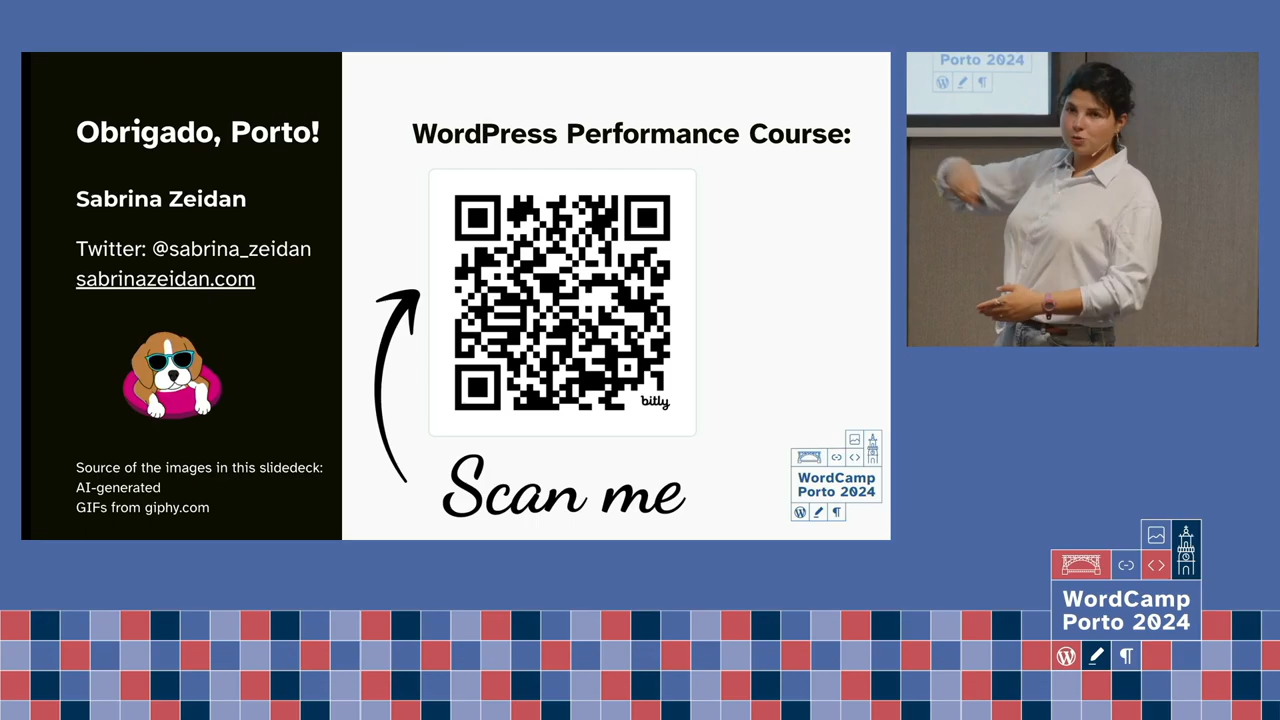 Obrigado, Porto!
Sabrina Zeidan
Twitter: @sabrina_zeidan
sabrinazeidan.com
Source of the images in this slidedeck:
AI-generated
GIFs from giphy.com
WordPress Performance Course:
bitly
Scan me
WordCamp
Porto 2024
Porto 2024
WordCamp
Porto 2024